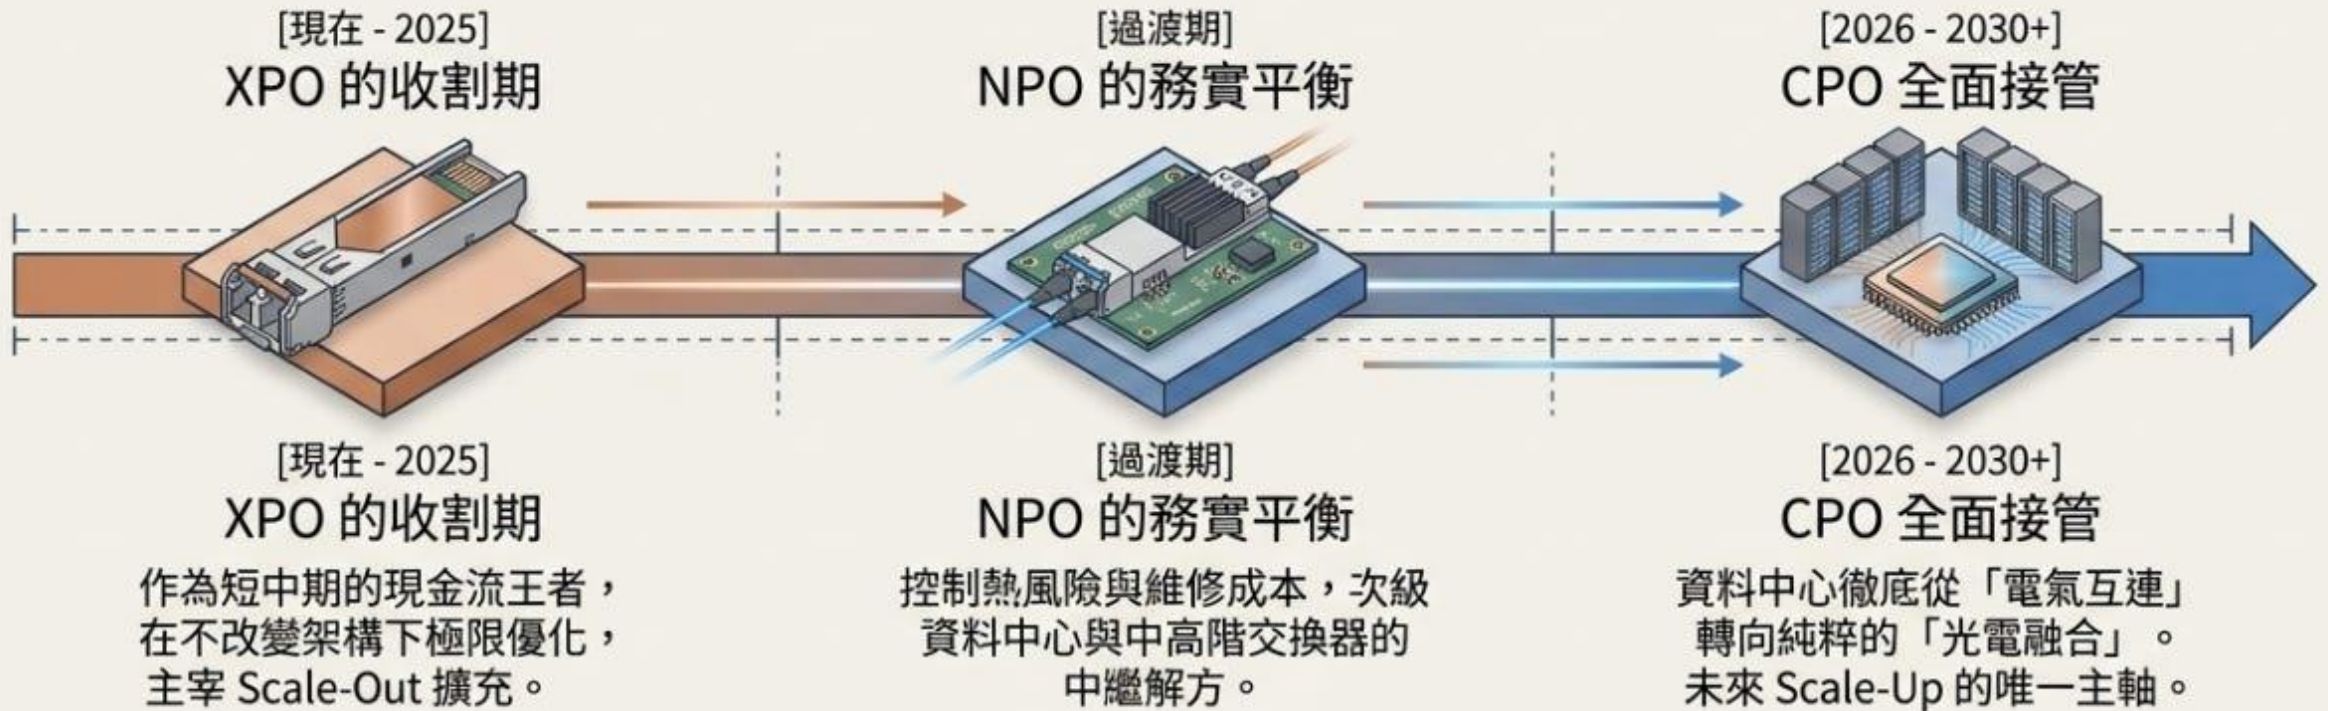 [現在 - 2025]
XPO 的收割期
[過渡期]
NPO 的務實平衡
[2026 - 2030+]
CPO 全面接管
[現在 - 2025]
XPO 的收割期
作為短中期的現金流王者，
在不改變架構下極限優化，
主宰 Scale-Out 擴充。
[過渡期]
NPO 的務實平衡
控制熱風險與維修成本，次級
資料中心與中高階交換器的
中繼解方。
[2026 - 2030+]
CPO 全面接管
資料中心徹底從「電氣互連」
轉向純粹的「光電融合」。
未來 Scale-Up 的唯一主軸。